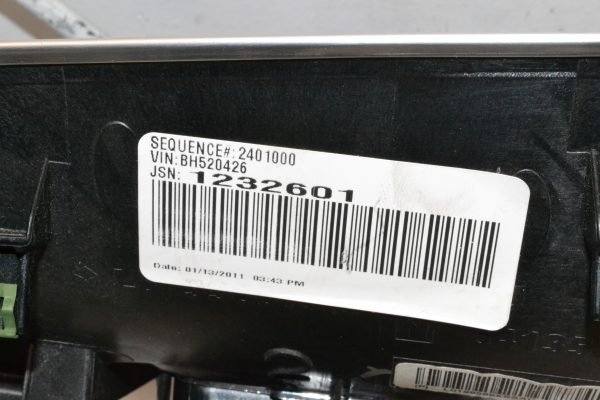 SEQUENCE#: 2401000
VIN: BH520426
JSN: 1232601
Date: 01/13/2011 03:43 PM